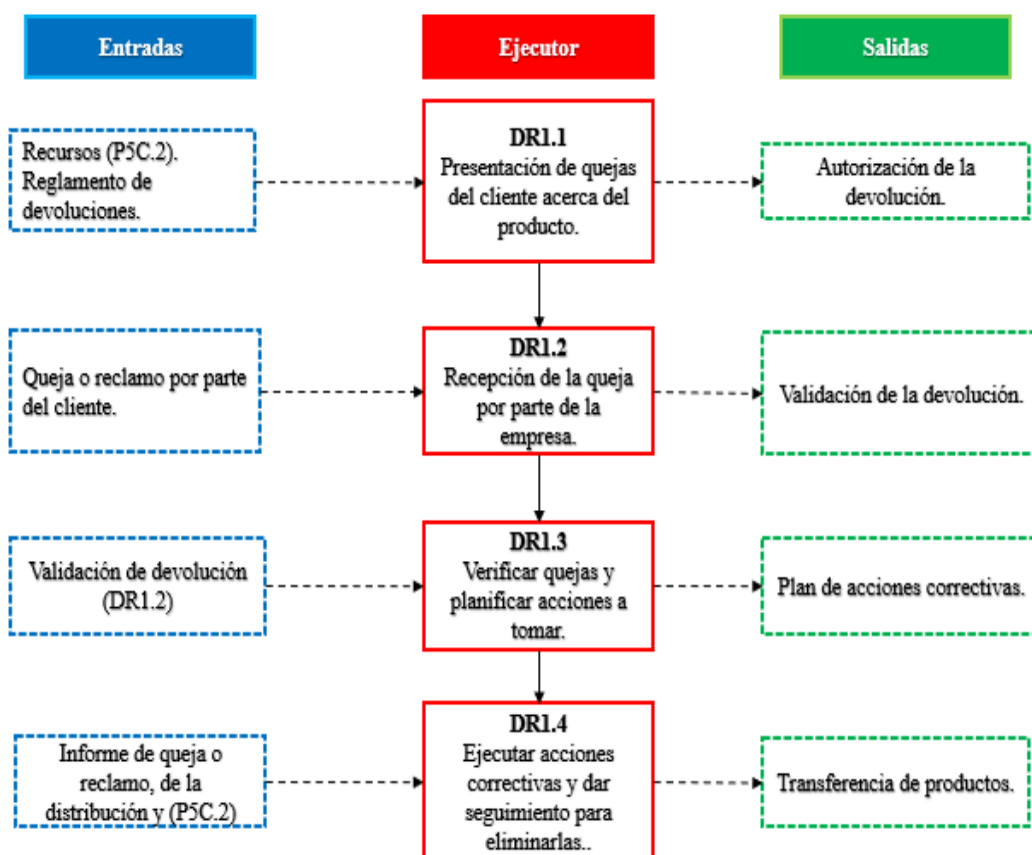 Entradas
Ejecutor
Salidas
Recursos (P5C.2).
Reglamento de
devoluciones.
DR1.1
Presentación de quejas
del cliente acerca del
producto.
Autorización de la
devolución.
Queja o reclamo por parte
del cliente.
DR1.2
Recepción de la queja
por parte de la
empresa.
Validación de la devolución.
Validación de devolución
(DR1.2)
DR1.3
Verificar quejas y
planificar acciones a
tomar.
Plan de acciones correctivas.
Informe de queja o
reclamo, de la
distribución y (P5C.2)
DR1.4
Ejecutar acciones
correctivas y dar
seguimiento para
eliminarlas..
Transferencia de productos.